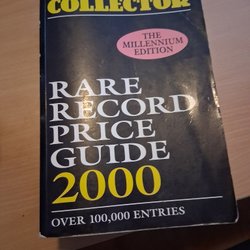 COLLECTOR
THE
MILLENNIUM
EDITION
RARE
RECORD
PRICE
GUIDE
2000
OVER 100,000 ENTRIES